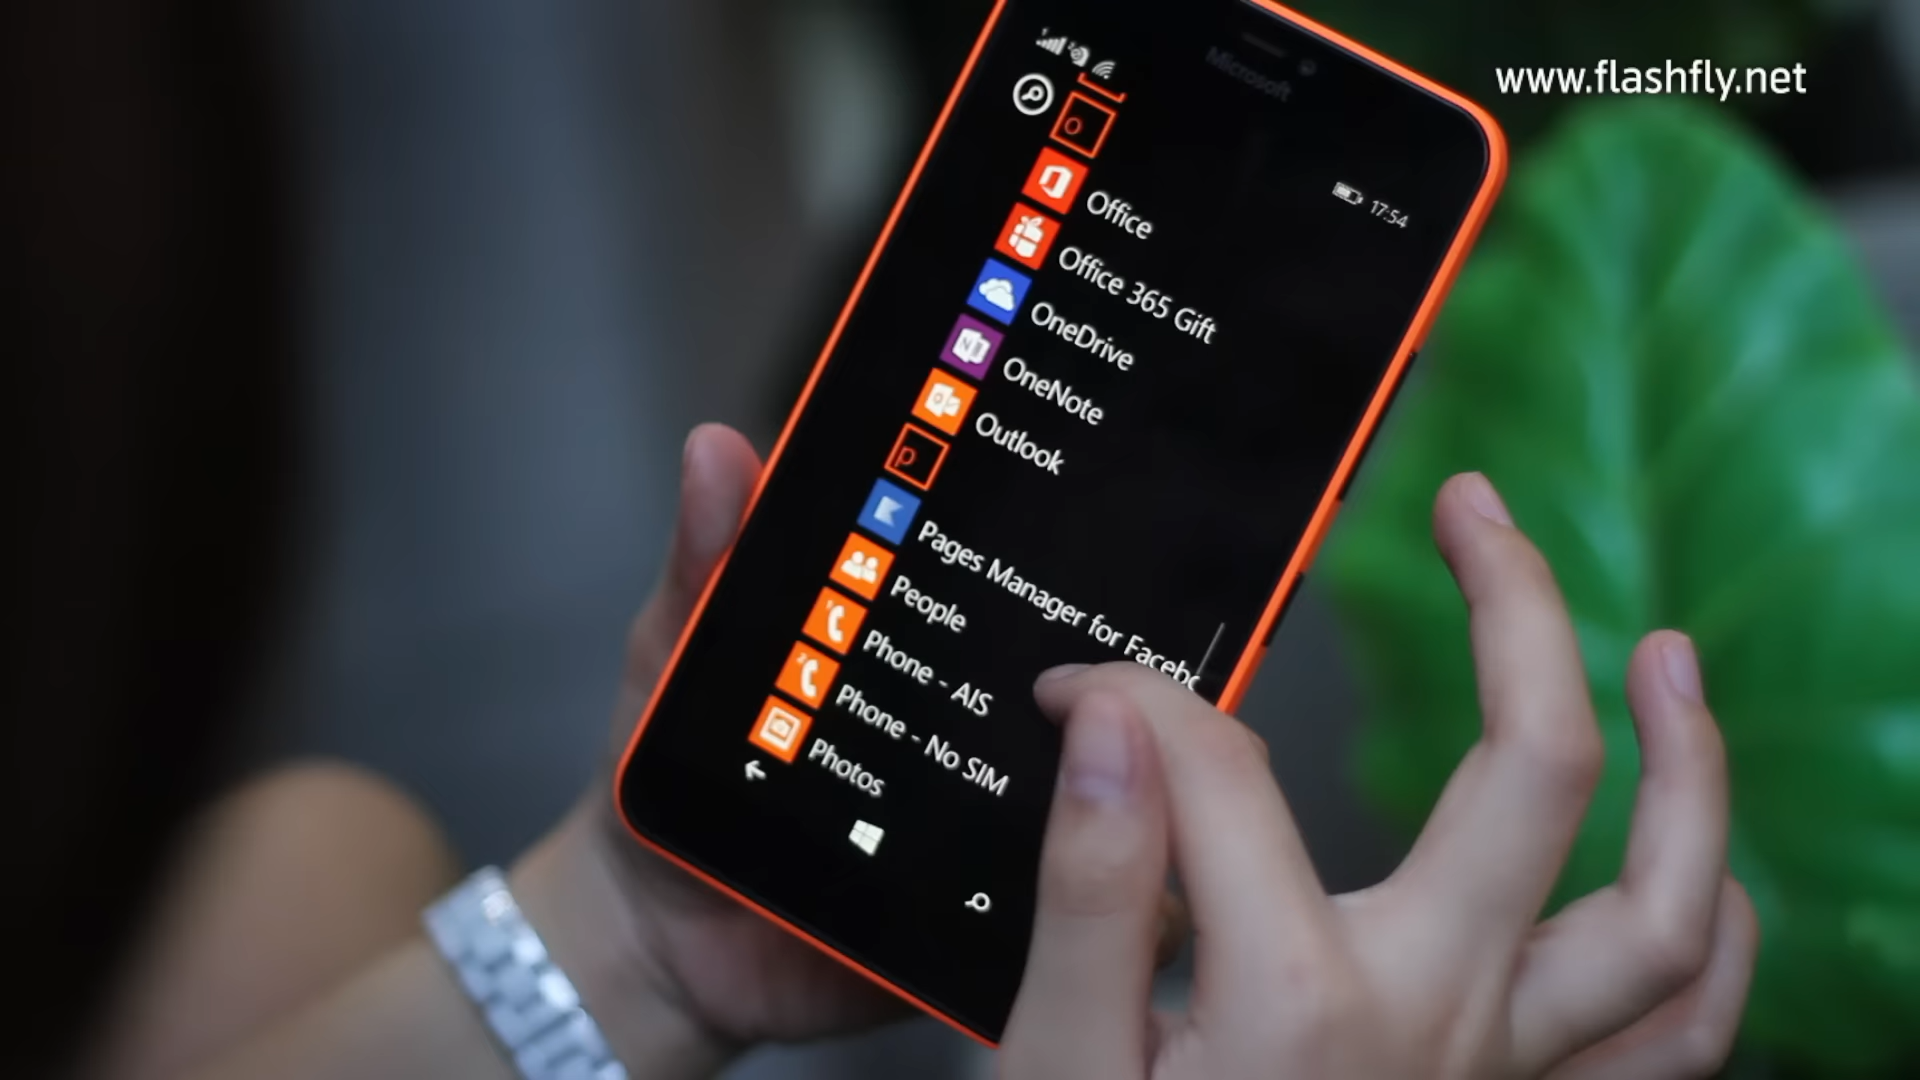 www.flashfly.net
Microsoft
17:54
o
Office
Office 365 Gift
OneDrive
OneNote
Outlook
p
Pages Manager for Facebo
People
Phone - AIS
Phone - No SIM
Photos